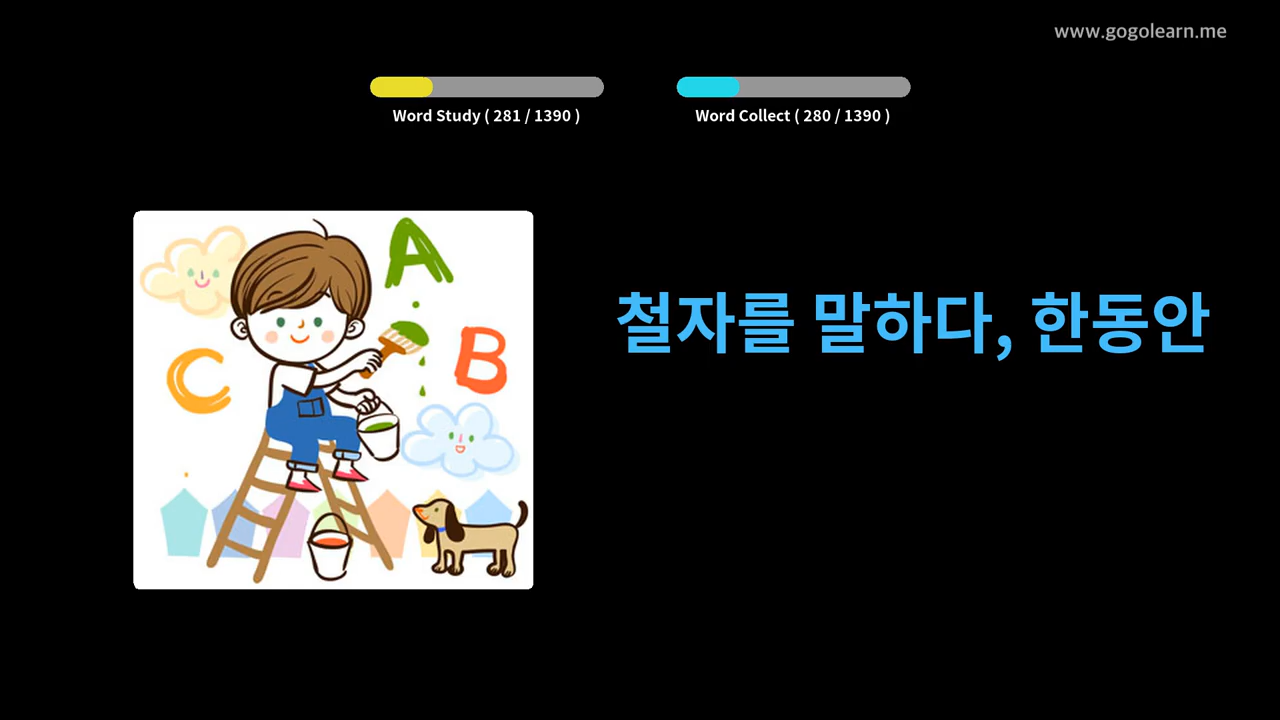 www.gogolearn.me
Word Study ( 281 / 1390 )
Word Collect ( 280 / 1390 )
A
B
C
철자를 말하다, 한동안